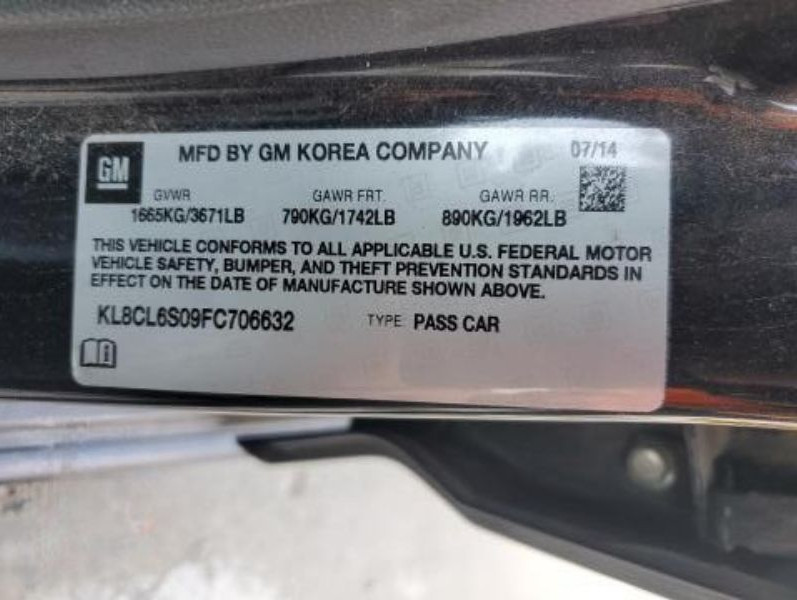 GM
MFD BY GM KOREA COMPANY 07/14
GVWR GAWR FRT. GAWR RR.
1665KG/3671LB 790KG/1742LB 890KG/1962LB
THIS VEHICLE CONFORMS TO ALL APPLICABLE U.S. FEDERAL MOTOR
VEHICLE SAFETY, BUMPER, AND THEFT PREVENTION STANDARDS IN
EFFECT ON THE DATE OF MANUFACTURE SHOWN ABOVE.
KL8CL6S09FC706632 TYPE: PASS CAR